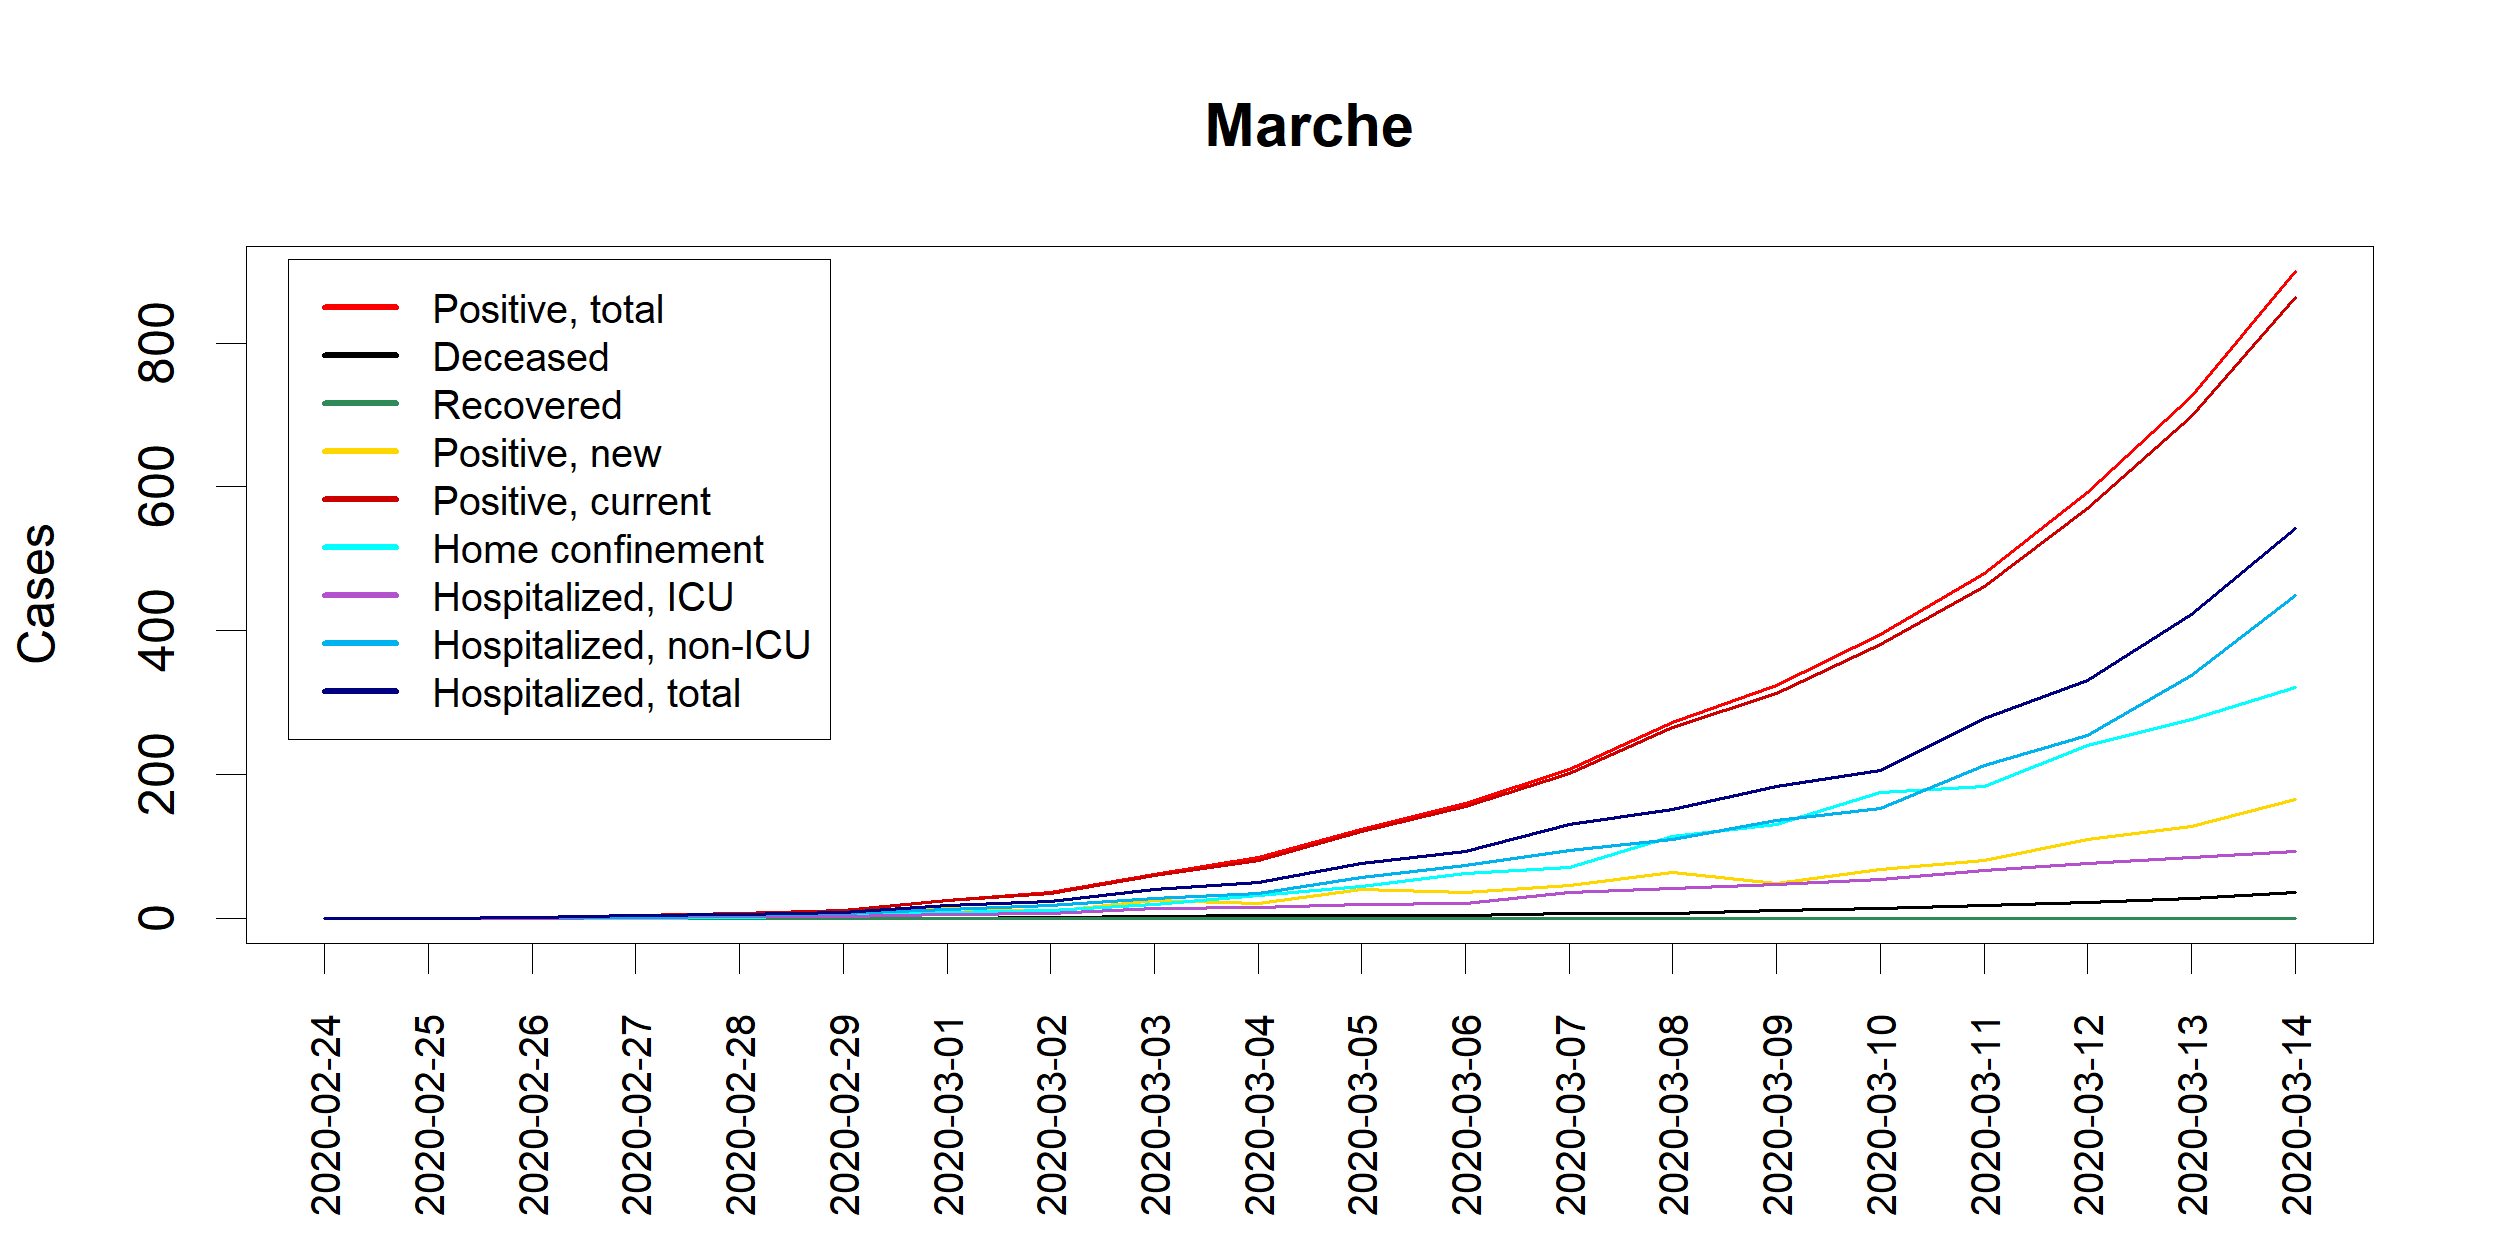 Marche
Cases
800
600
400
200
0
Positive, total
Deceased
Recovered
Positive, new
Positive, current
Home confinement
Hospitalized, ICU
Hospitalized, non-ICU
Hospitalized, total
2020-02-24
2020-02-25
2020-02-26
2020-02-27
2020-02-28
2020-02-29
2020-03-01
2020-03-02
2020-03-03
2020-03-04
2020-03-05
2020-03-06
2020-03-07
2020-03-08
2020-03-09
2020-03-10
2020-03-11
2020-03-12
2020-03-13
2020-03-14